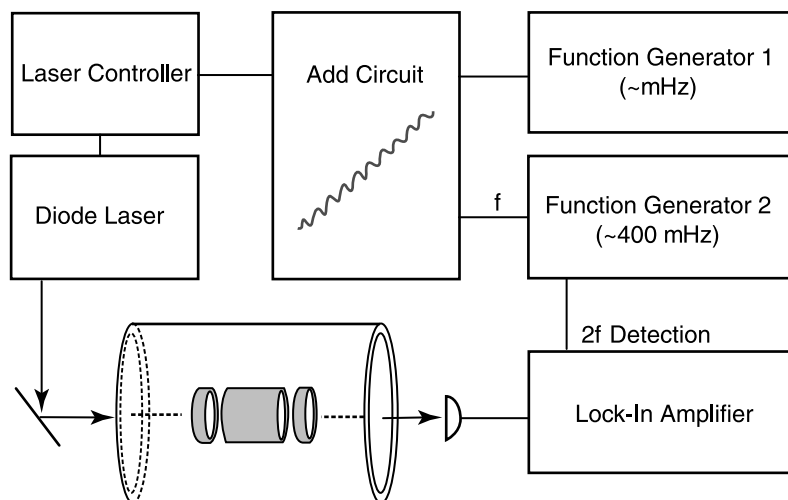 Laser Controller
Add Circuit
Function Generator 1
(~mHz)
Diode Laser
f
Function Generator 2
(~400 mHz)
2f Detection
Lock-In Amplifier